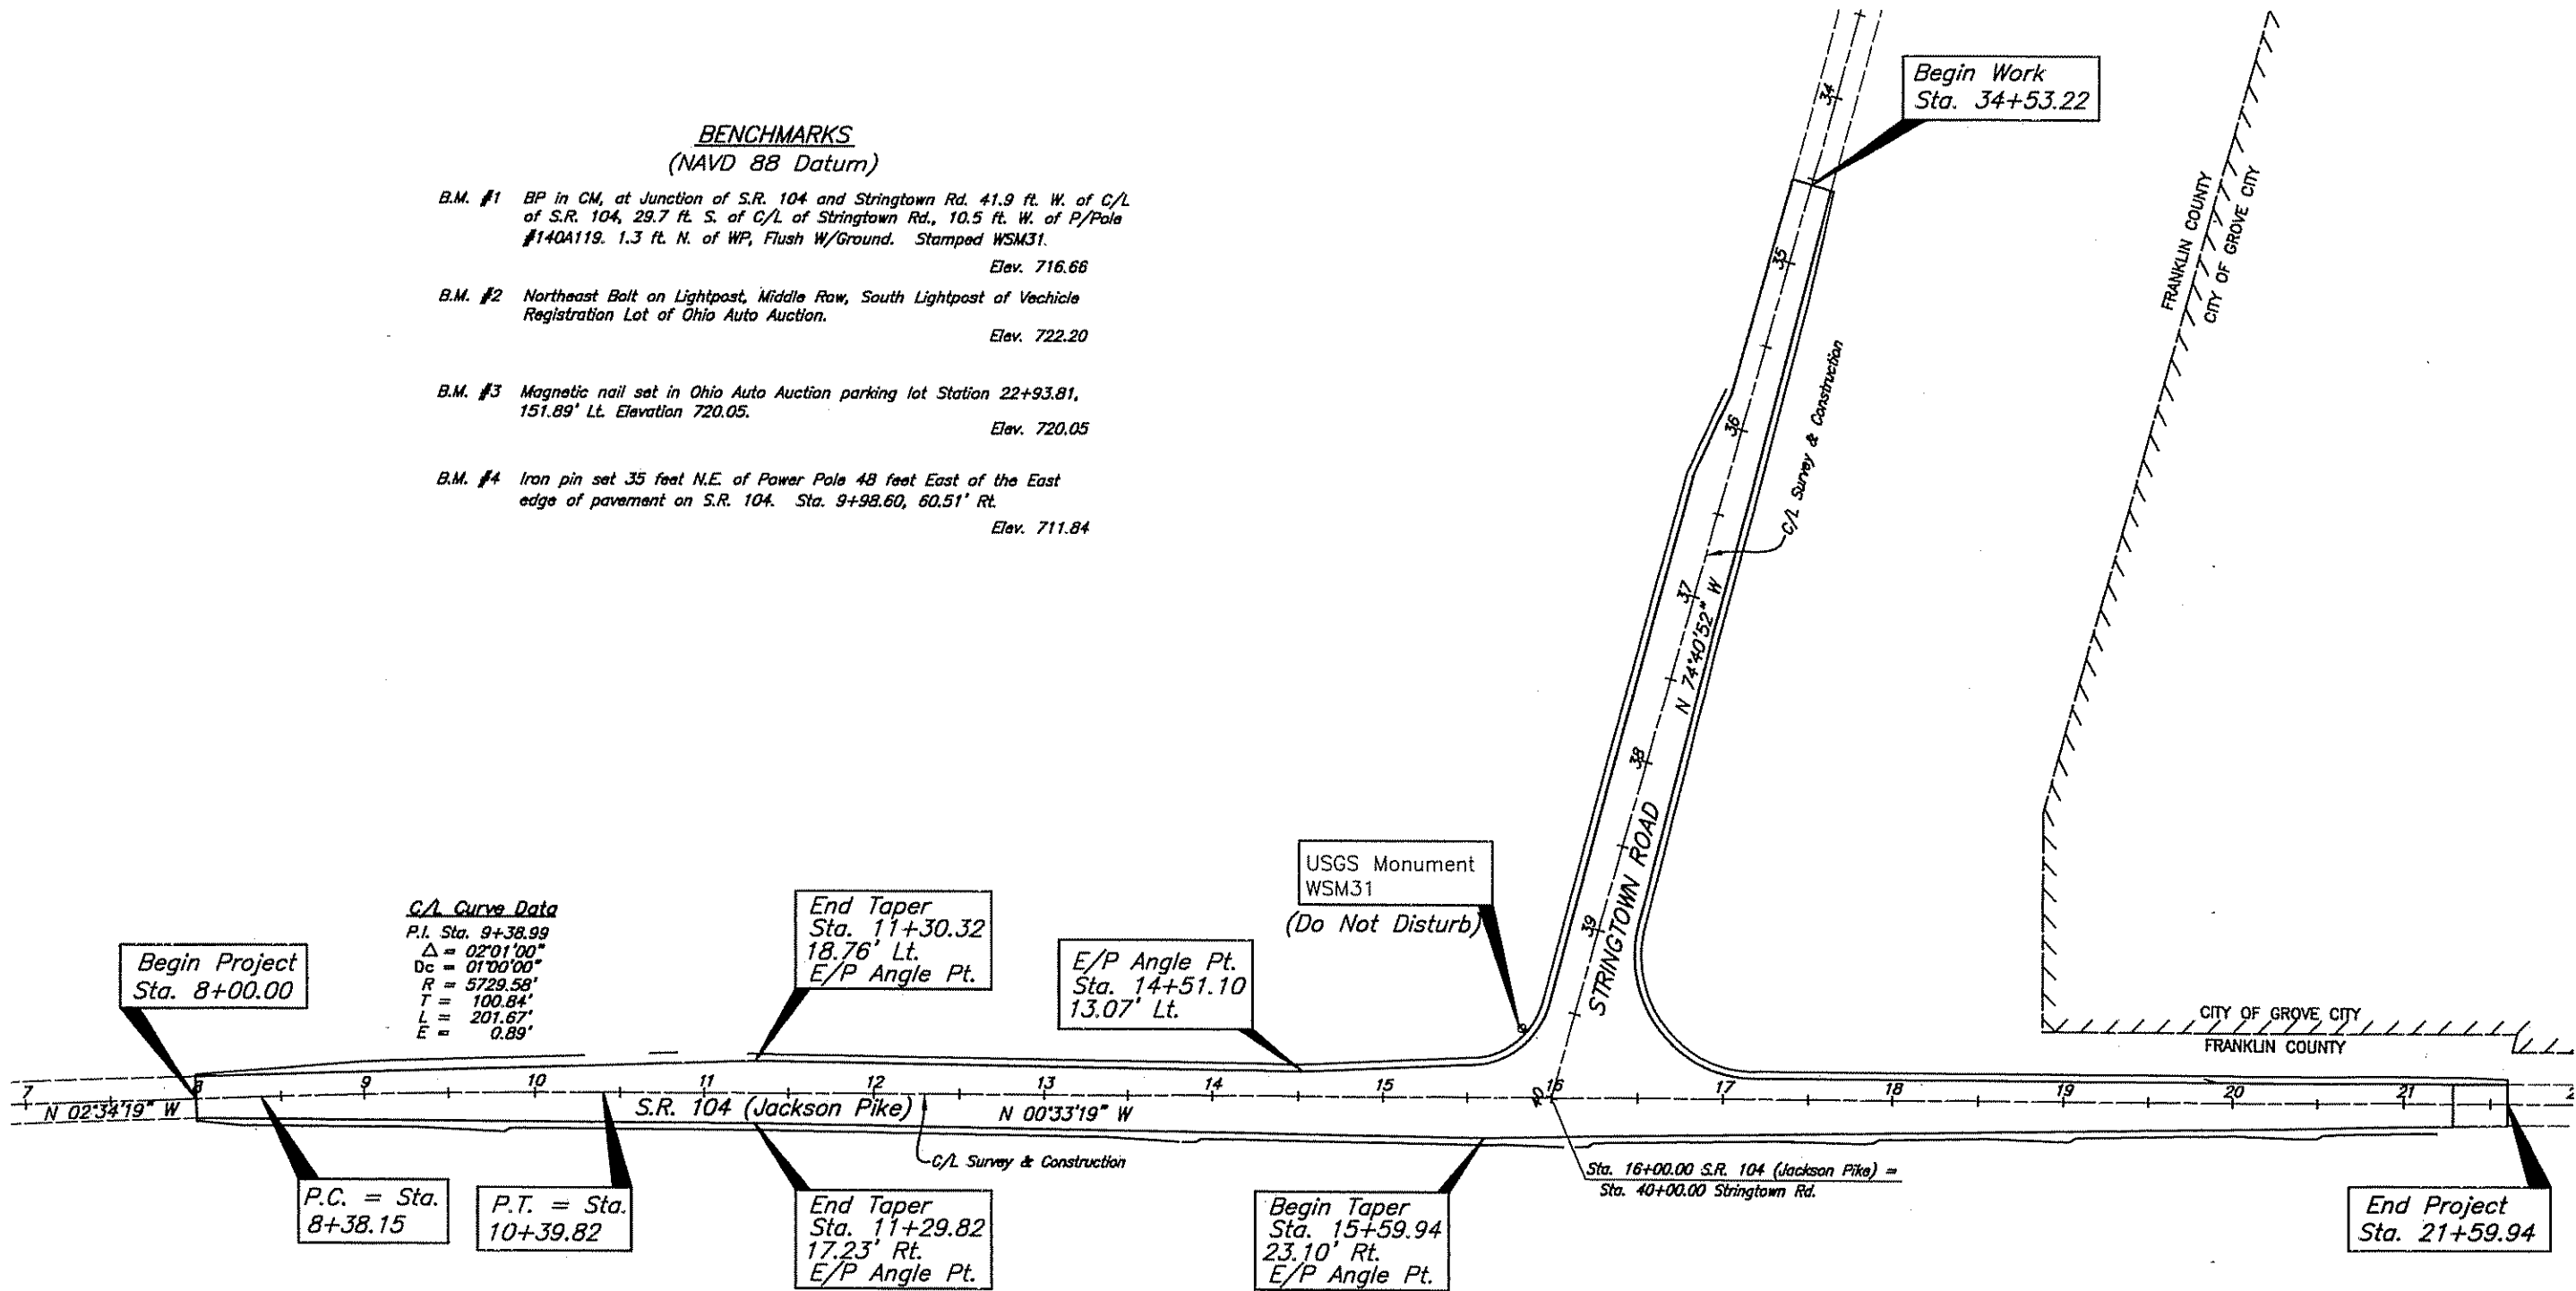 BENCHMARKS
(NAVD 88 Datum)
B.M. #1 BP in CM, at Junction of S.R. 104 and Stringtown Rd. 41.9 ft. W. of C/L
of S.R. 104, 29.7 ft. S. of C/L of Stringtown Rd., 10.5 ft. W. of P/Pole
#140A119. 1.3 ft. N. of WP, Flush W/Ground. Stamped WSM31.
Elev. 716.66
B.M. #2 Northeast Bolt on Lightpost, Middle Row, South Lightpost of Vechicle
Registration Lot of Ohio Auto Auction.
Elev. 722.20
B.M. #3 Magnetic nail set in Ohio Auto Auction parking lot Station 22+93.81,
151.89' Lt. Elevation 720.05.
Elev. 720.05
B.M. #4 Iron pin set 35 feet N.E. of Power Pole 48 feet East of the East
edge of pavement on S.R. 104. Sta. 9+98.60, 60.51' Rt.
Elev. 711.84
Begin Work
Sta. 34+53.22
34
35
36
37
38
39
40
FRANKLIN COUNTY
CITY OF GROVE CITY
C/L Survey & Construction
N 74°40'52" W
STRINGTOWN ROAD
USGS Monument
WSM31
(Do Not Disturb)
C/L Curve Data
P.I. Sta. 9+38.99
Δ = 02°01'00"
Dc = 01°00'00"
R = 5729.58'
T = 100.84'
L = 201.67'
E = 0.89'
Begin Project
Sta. 8+00.00
End Taper
Sta. 11+30.32
18.76' Lt.
E/P Angle Pt.
E/P Angle Pt.
Sta. 14+51.10
13.07' Lt.
CITY OF GROVE CITY
FRANKLIN COUNTY
7 8 9 10 11 12 13 14 15 16 17 18 19 20 21 2
N 02°34'19" W
S.R. 104 (Jackson Pike)
N 00°33'19" W
C/L Survey & Construction
P.C. = Sta.
8+38.15
P.T. = Sta.
10+39.82
End Taper
Sta. 11+29.82
17.23' Rt.
E/P Angle Pt.
Begin Taper
Sta. 15+59.94
23.10' Rt.
E/P Angle Pt.
Sta. 16+00.00 S.R. 104 (Jackson Pike) =
Sta. 40+00.00 Stringtown Rd.
End Project
Sta. 21+59.94